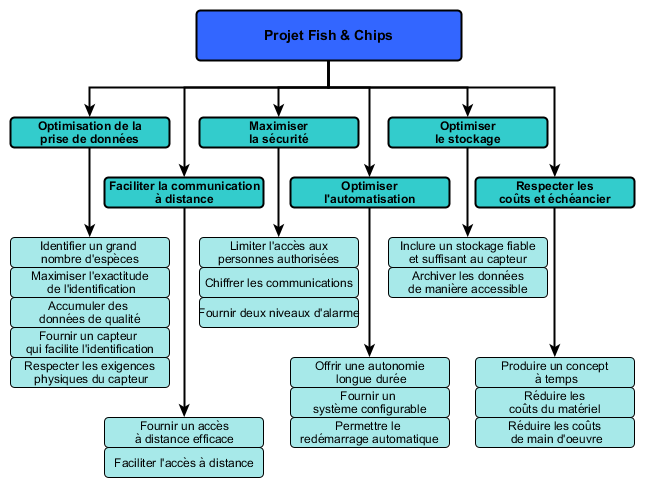 Projet Fish & Chips
Optimisation de la
prise de données
Maximiser
la sécurité
Optimiser
le stockage
Faciliter la communication
à distance
Optimiser
l'automatisation
Respecter les
coûts et échéancier
Identifier un grand
nombre d'espèces
Maximiser l'exactitude
de l'identification
Accumuler des
données de qualité
Fournir un capteur
qui facilite l'identification
Respecter les exigences
physiques du capteur
Limiter l'accès aux
personnes authorisées
Chiffrer les communications
Fournir deux niveaux d'alarme
Inclure un stockage fiable
et suffisant au capteur
Archiver les données
de manière accessible
Offrir une autonomie
longue durée
Fournir un
système configurable
Permettre le
redémarrage automatique
Produire un concept
à temps
Réduire les
coûts du matériel
Réduire les coûts
de main d'oeuvre
Fournir un accès
à distance efficace
Faciliter l'accès à distance